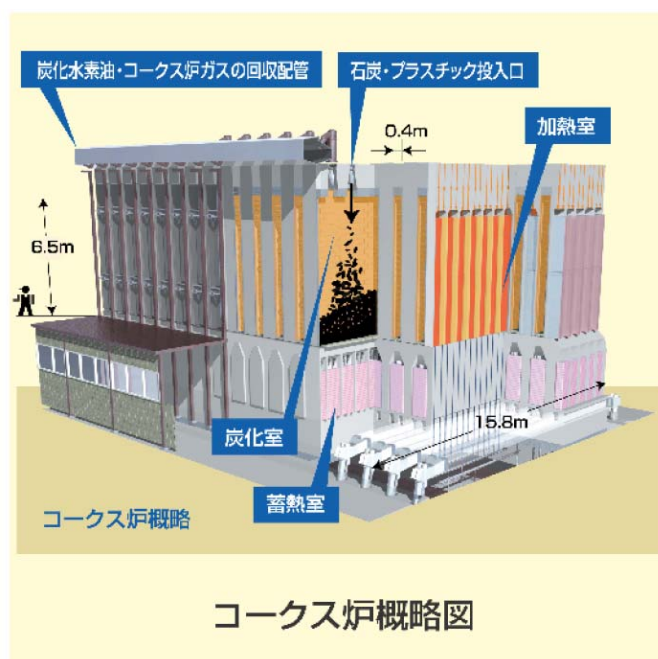 炭化水素油・コークス炉ガスの回収配管
石炭・プラスチック投入口
0.4m
加熱室
6.5m
炭化室
15.8m
蓄熱室
コークス炉概略
コークス炉概略図